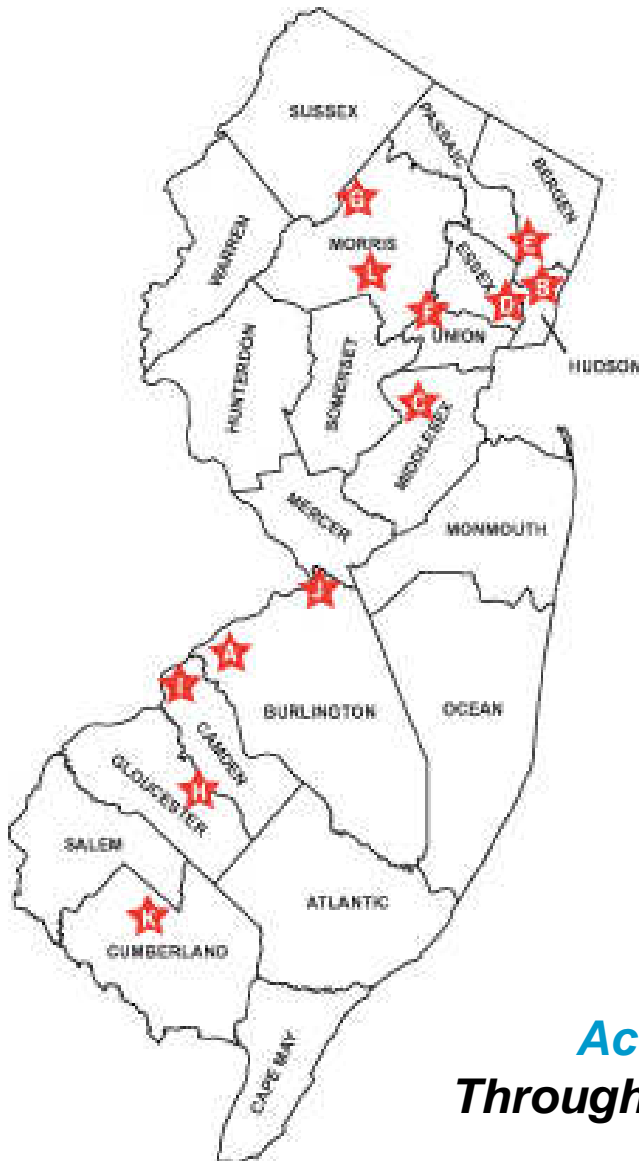 SUSSEX
PASSAIC
BERGEN
G
WARREN
MORRIS
E
ESSEX
L
B
D
F
UNION
HUDSON
HUNTERDON
SOMERSET
C
MIDDLESEX
MERCER
MONMOUTH
J
A
I
BURLINGTON
OCEAN
CAMDEN
GLOUCESTER
H
SALEM
ATLANTIC
K
CUMBERLAND
CAPE MAY
Ac
Through